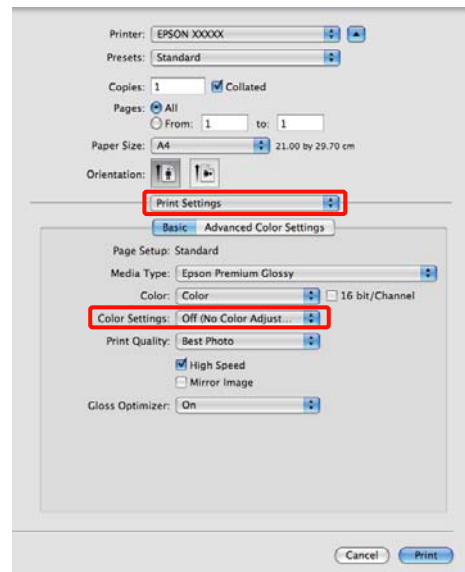 Printer: EPSON XXXXX
Presets: Standard
Copies: 1 Collated
Pages: All
From: 1 to: 1
Paper Size: A4 21.00 by 29.70 cm
Orientation:
Print Settings
Basic Advanced Color Settings
Page Setup: Standard
Media Type: Epson Premium Glossy
Color: Color 16 bit/Channel
Color Settings: Off (No Color Adjust...
Print Quality: Best Photo
High Speed
Mirror Image
Gloss Optimizer: On
Cancel Print